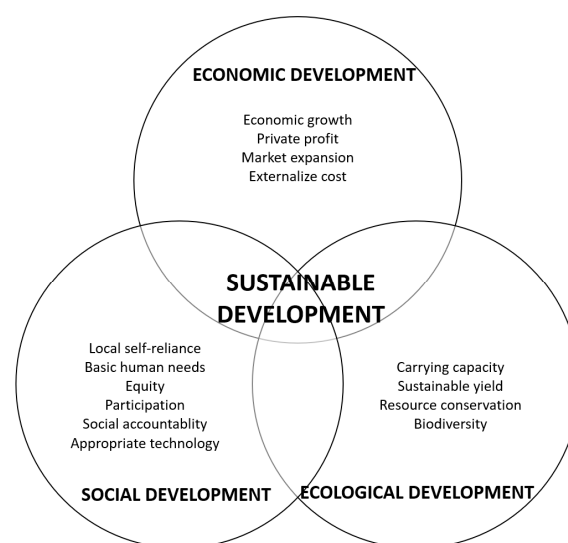 ECONOMIC DEVELOPMENT
Economic growth
Private profit
Market expansion
Externalize cost
SUSTAINABLE
DEVELOPMENT
Local self-reliance
Basic human needs
Equity
Participation
Social accountablity
Appropriate technology
SOCIAL DEVELOPMENT
Carrying capacity
Sustainable yield
Resource conservation
Biodiversity
ECOLOGICAL DEVELOPMENT